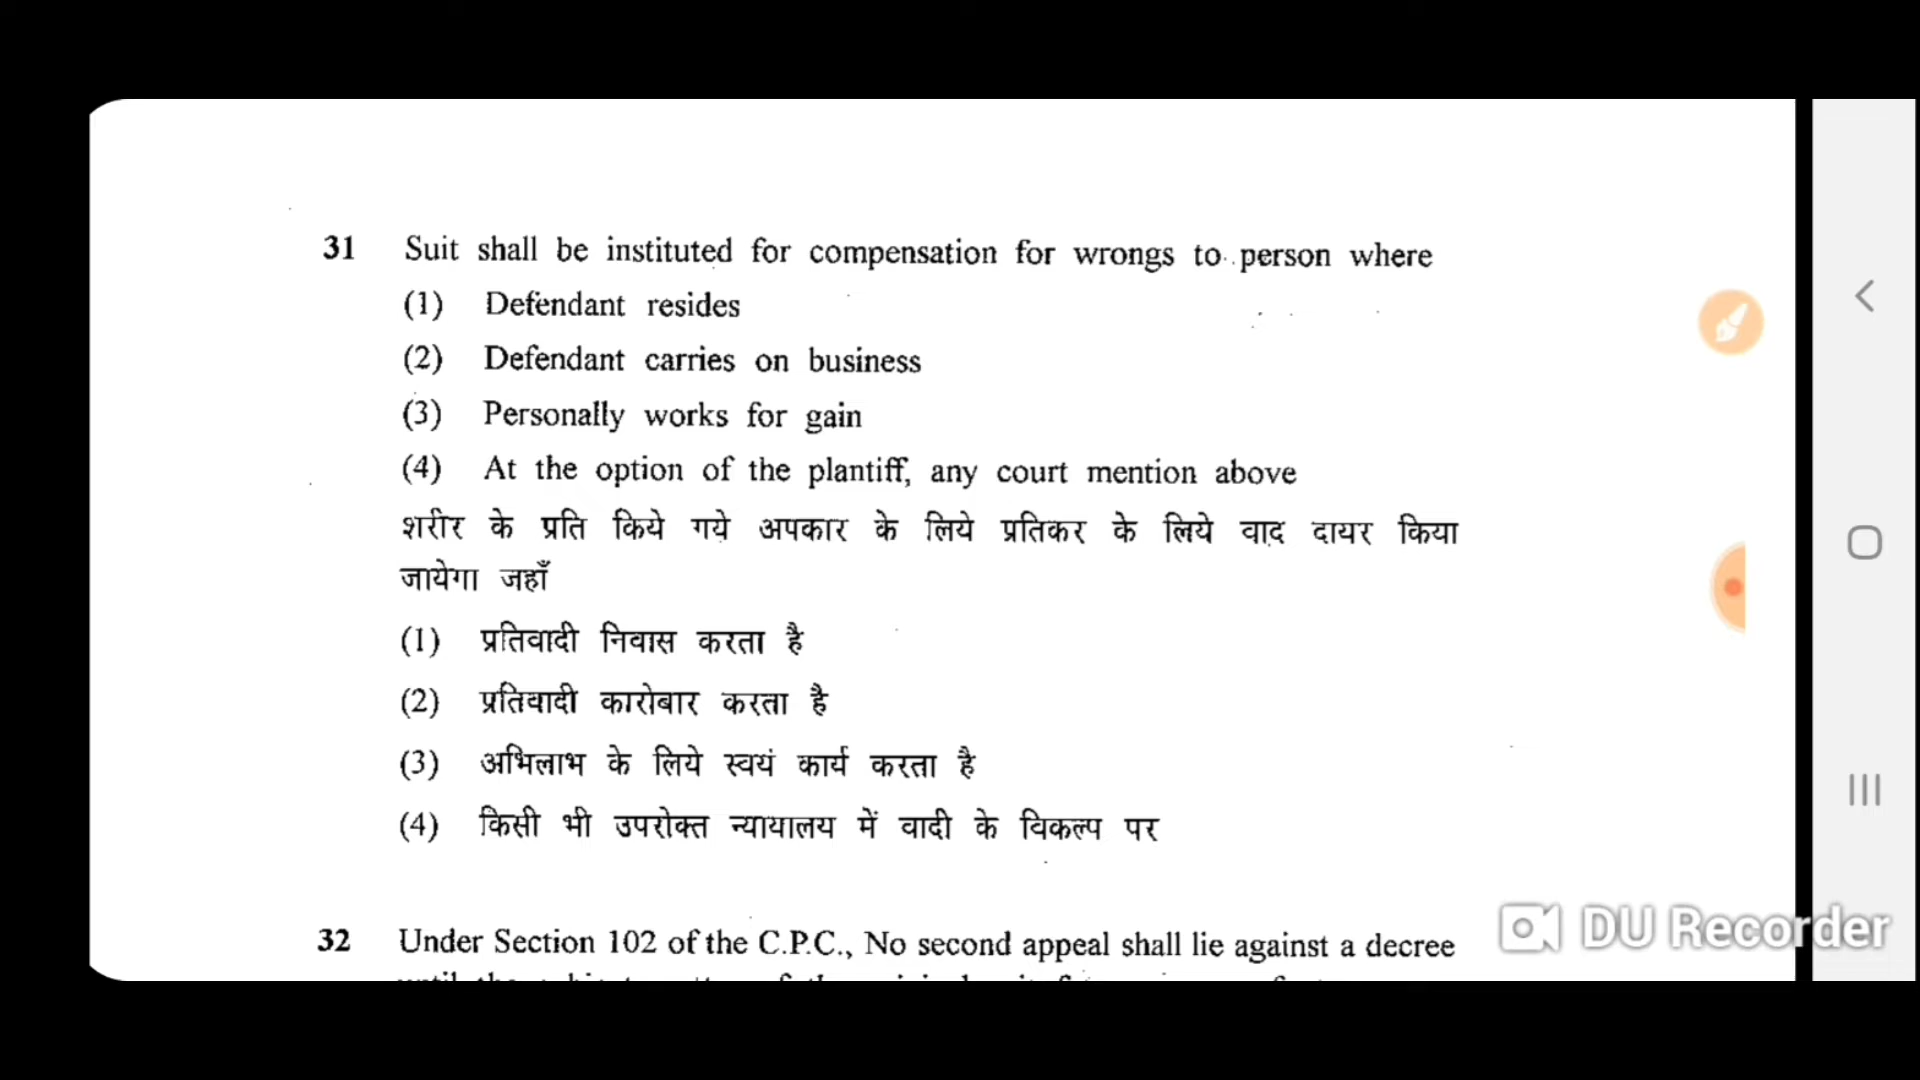 31 Suit shall be instituted for compensation for wrongs to person where
(1) Defendant resides
(2) Defendant carries on business
(3) Personally works for gain
(4) At the option of the plantiff, any court mention above
शरीर के प्रति किये गये अपकार के लिये प्रतिकर के लिये वाद दायर किया
जायेगा जहाँ
(1) प्रतिवादी निवास करता है
(2) प्रतिवादी कारोबार करता है
(3) अभिलाभ के लिये स्वयं कार्य करता है
(4) किसी भी उपरोक्त न्यायालय में वादी के विकल्प पर
32 Under Section 102 of the C.P.C., No second appeal shall lie against a decree
DU Recorder